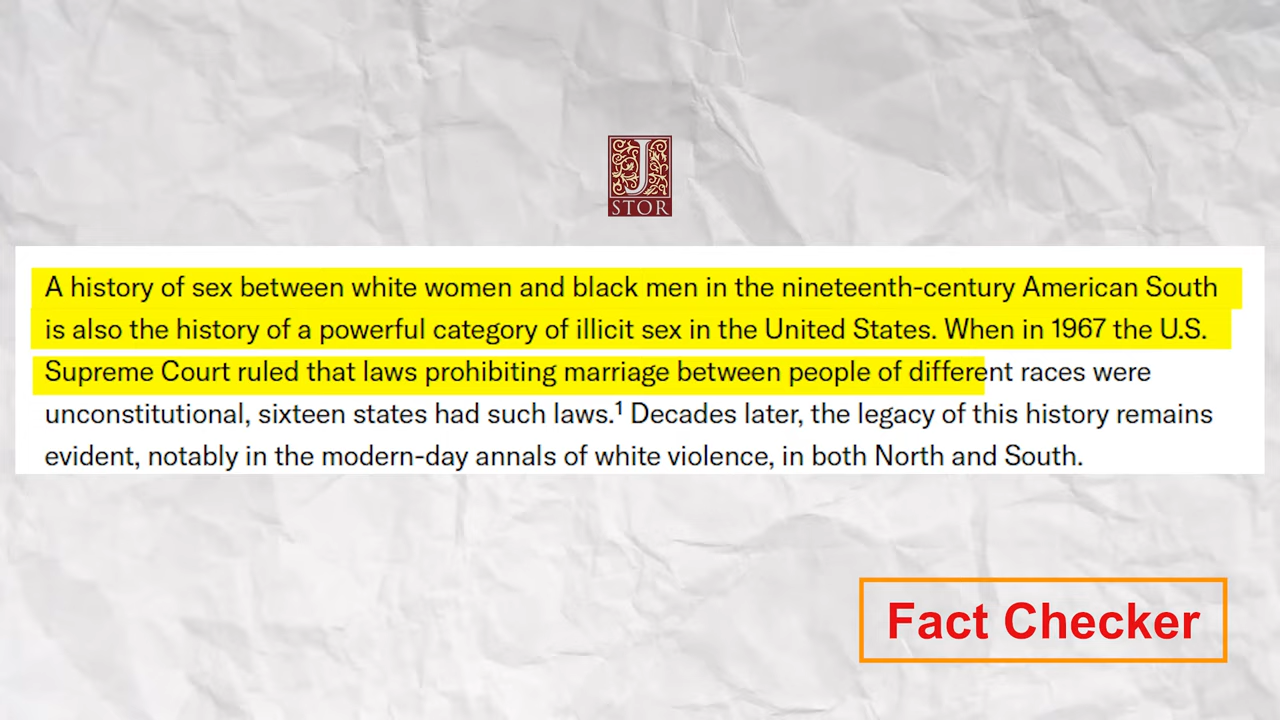 J
STOR
A history of sex between white women and black men in the nineteenth-century American South
is also the history of a powerful category of illicit sex in the United States. When in 1967 the U.S.
Supreme Court ruled that laws prohibiting marriage between people of different races were
unconstitutional, sixteen states had such laws.¹ Decades later, the legacy of this history remains
evident, notably in the modern-day annals of white violence, in both North and South.
Fact Checker